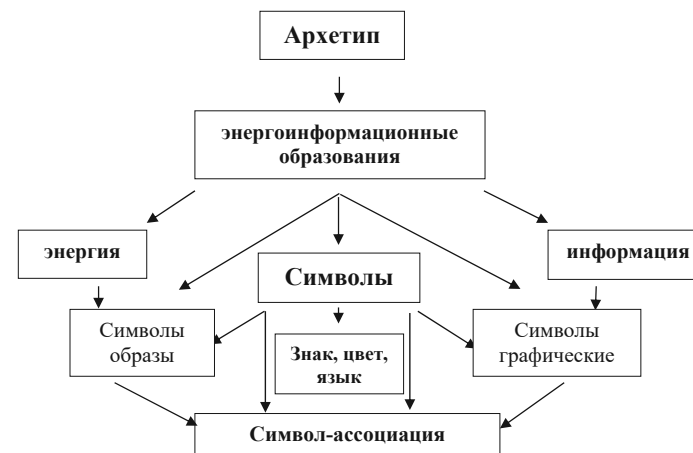 Архетип
энергоинформационные
образования
энергия
информация
Символы
Символы
образы
Знак, цвет,
язык
Символы
графические
Символ-ассоциация